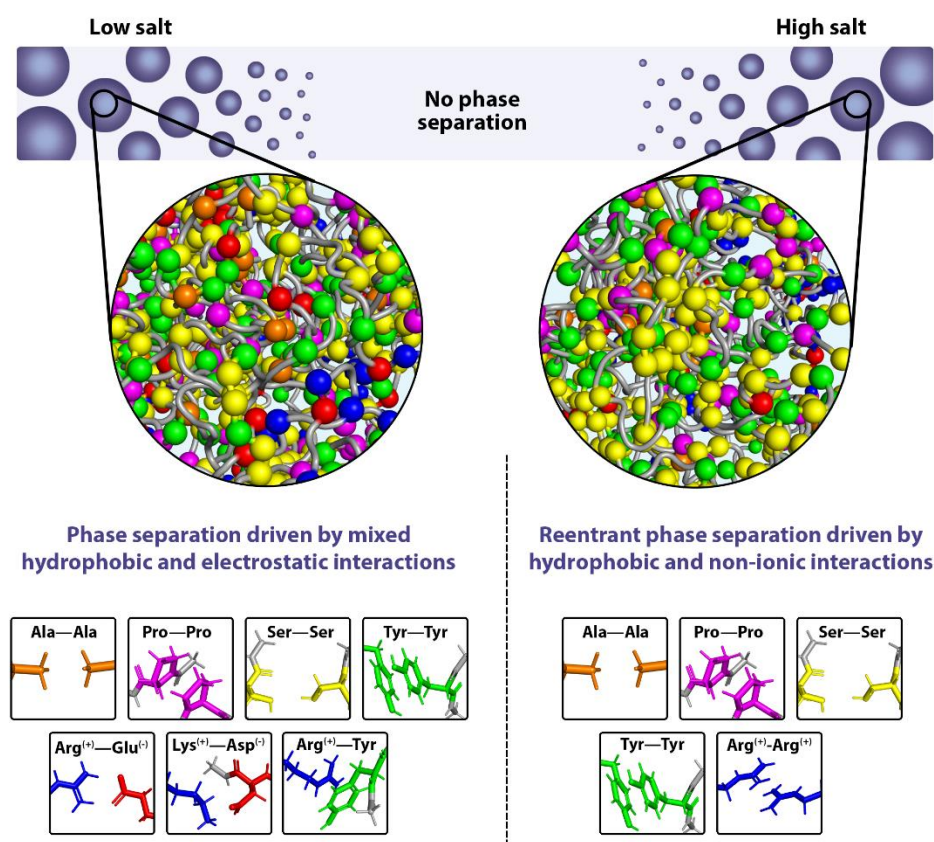 Low salt
High salt
No phase
separation
Phase separation driven by mixed
hydrophobic and electrostatic interactions
Reentrant phase separation driven by
hydrophobic and non-ionic interactions
Ala—Ala
Pro—Pro
Ser—Ser
Tyr—Tyr
Arg⁽⁺⁾—Glu⁽⁻⁾
Lys⁽⁺⁾—Asp⁽⁻⁾
Arg⁽⁺⁾—Tyr
Ala—Ala
Pro—Pro
Ser—Ser
Tyr—Tyr
Arg⁽⁺⁾-Arg⁽⁺⁾